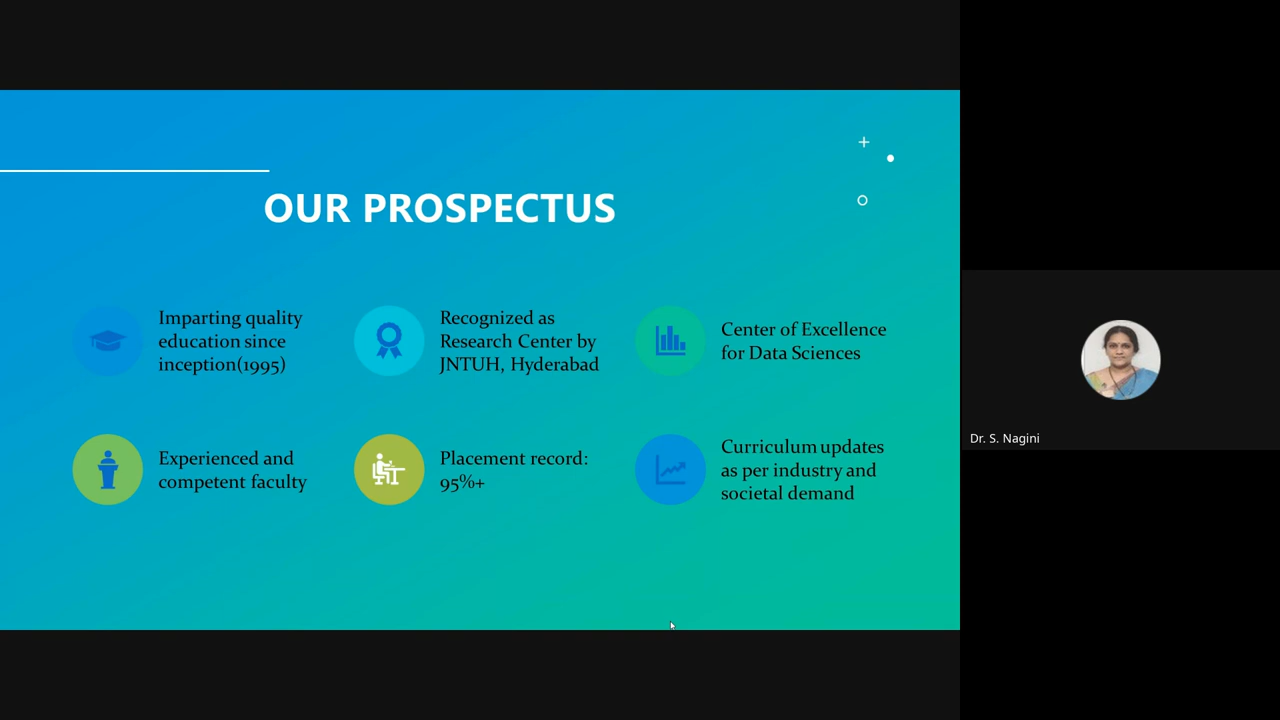 OUR PROSPECTUS
Imparting quality
education since
inception(1995)
Recognized as
Research Center by
JNTUH, Hyderabad
Center of Excellence
for Data Sciences
Experienced and
competent faculty
Placement record:
95%+
Curriculum updates
as per industry and
societal demand
Dr. S. Nagini